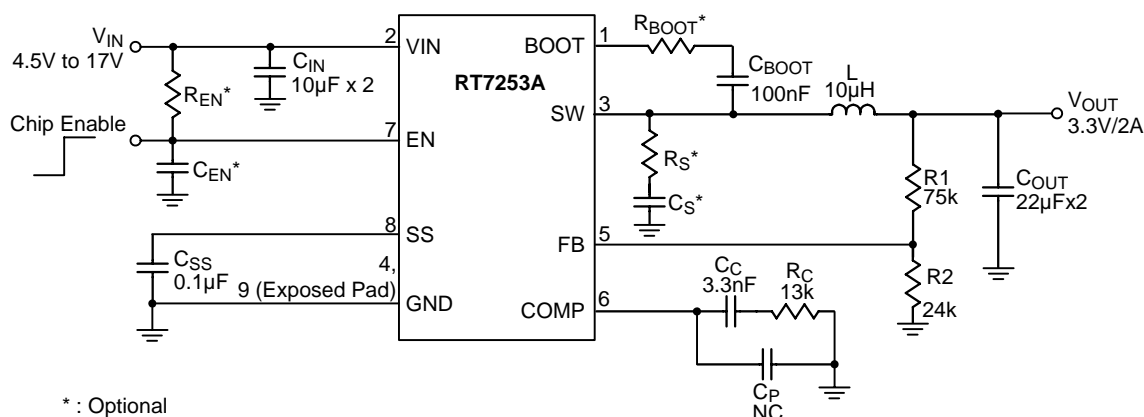 VIN
4.5V to 17V
2
VIN
CIN
10µF x 2
REN*
Chip Enable
7
EN
CEN*
8
SS
CSS
0.1µF
4,
9 (Exposed Pad)
GND
RT7253A
BOOT
1
RBOOT*
CBOOT
100nF
SW
3
L
10µH
VOUT
3.3V/2A
RS*
CS*
R1
75k
COUT
22µFx2
FB
5
R2
24k
COMP
6
CC
3.3nF
RC
13k
CP
NC
* : Optional